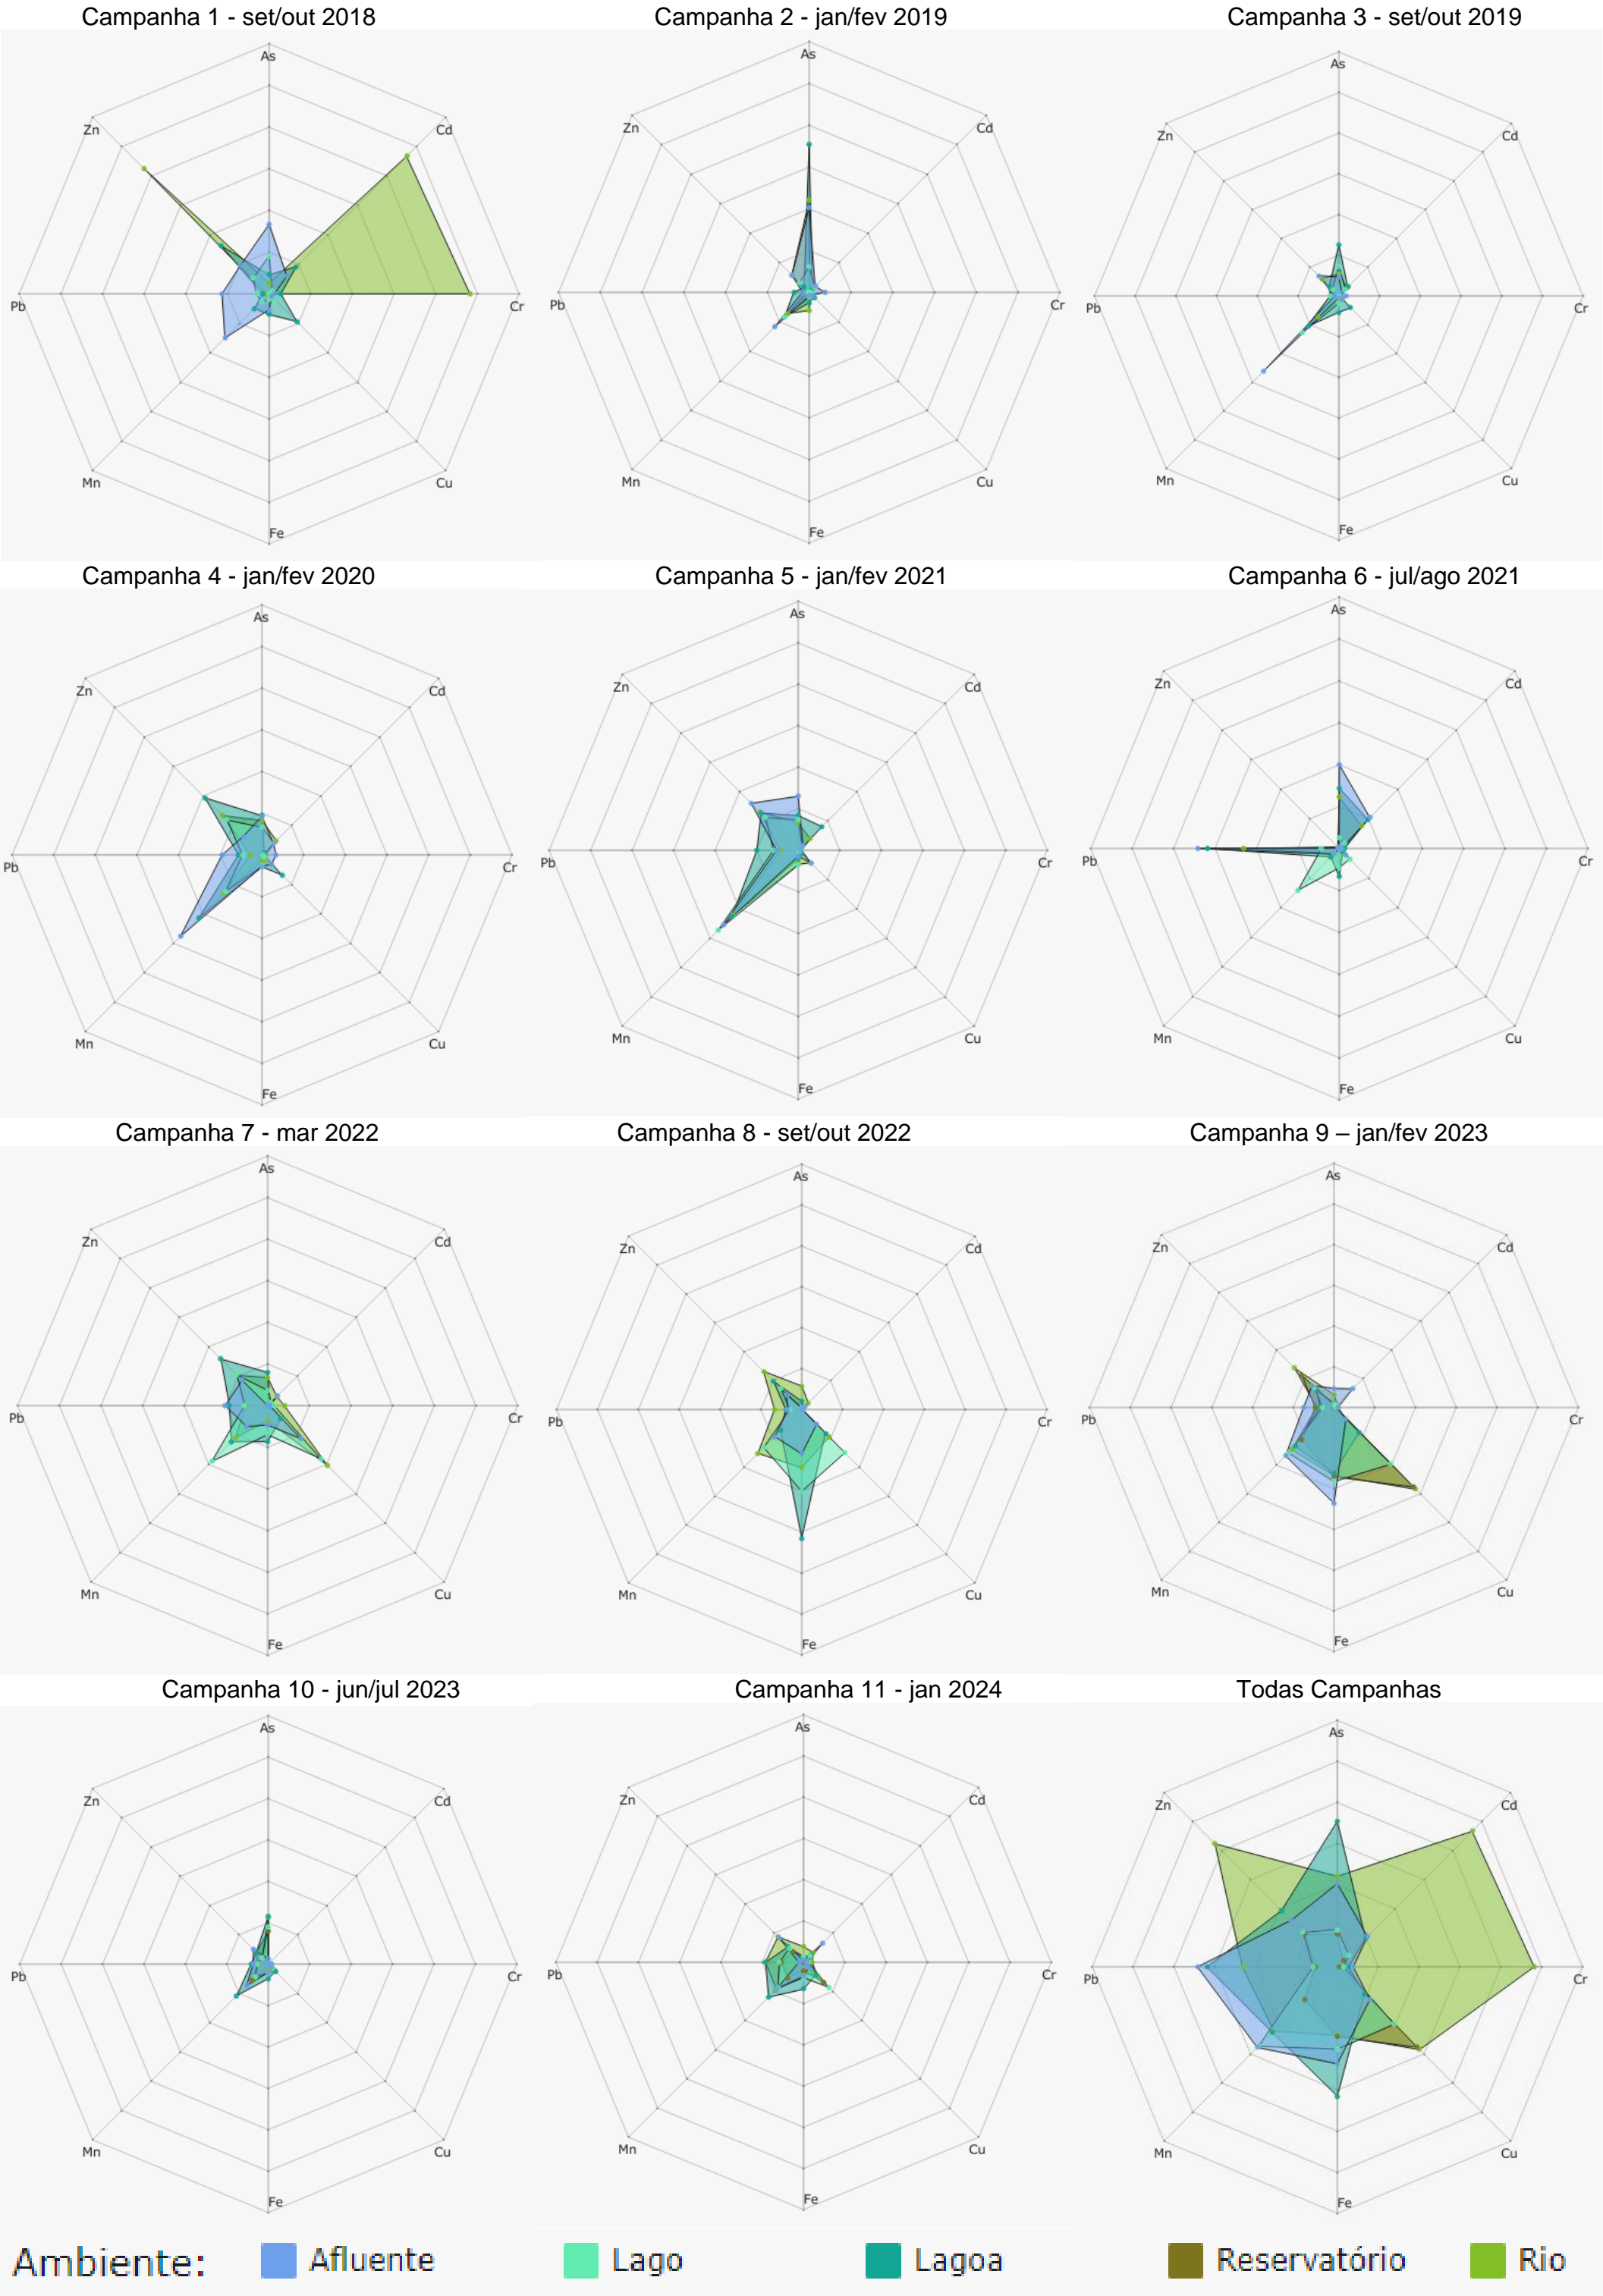 Campanha 1 - set/out 2018
Campanha 2 - jan/fev 2019
Campanha 3 - set/out 2019
As
Zn
Cd
Pb
Cr
Mn
Cu
Fe
As
Zn
Cd
Pb
Cr
Mn
Cu
Fe
As
Zn
Cd
Pb
Cr
Mn
Cu
Fe
Campanha 4 - jan/fev 2020
Campanha 5 - jan/fev 2021
Campanha 6 - jul/ago 2021
As
Zn
Cd
Pb
Cr
Mn
Cu
Fe
As
Zn
Cd
Pb
Cr
Mn
Cu
Fe
As
Zn
Cd
Pb
Cr
Mn
Cu
Fe
Campanha 7 - mar 2022
Campanha 8 - set/out 2022
Campanha 9 – jan/fev 2023
As
Zn
Cd
Pb
Cr
Mn
Cu
Fe
As
Zn
Cd
Pb
Cr
Mn
Cu
Fe
As
Zn
Cd
Pb
Cr
Mn
Cu
Fe
Campanha 10 - jun/jul 2023
Campanha 11 - jan 2024
Todas Campanhas
As
Zn
Cd
Pb
Cr
Mn
Cu
Fe
As
Zn
Cd
Pb
Cr
Mn
Cu
Fe
As
Zn
Cd
Pb
Cr
Mn
Cu
Fe
Ambiente: Afluente Lago Lagoa Reservatório Rio